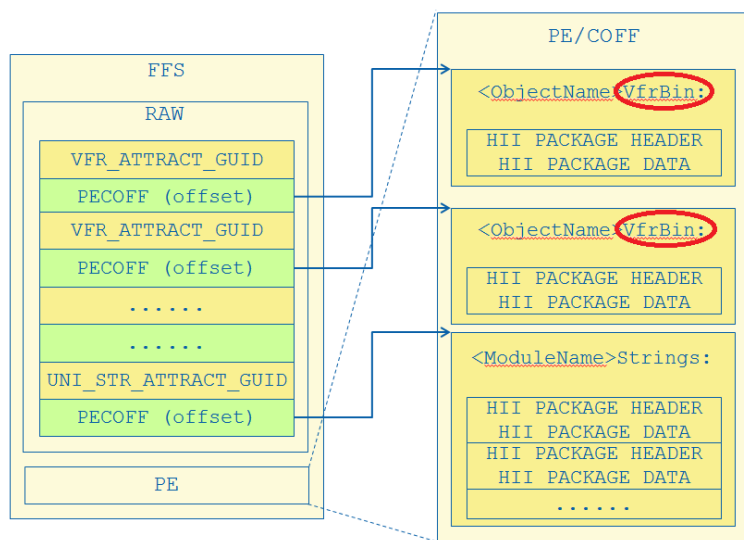 FFS
RAW
VFR_ATTRACT_GUID
PECOFF (offset)
VFR_ATTRACT_GUID
PECOFF (offset)
......
......
UNI_STR_ATTRACT_GUID
PECOFF (offset)
PE
PE/COFF
<ObjectName>VfrBin:
HII PACKAGE HEADER
HII PACKAGE DATA
<ObjectName>VfrBin:
HII PACKAGE HEADER
HII PACKAGE DATA
<ModuleName>Strings:
HII PACKAGE HEADER
HII PACKAGE DATA
HII PACKAGE HEADER
HII PACKAGE DATA
......